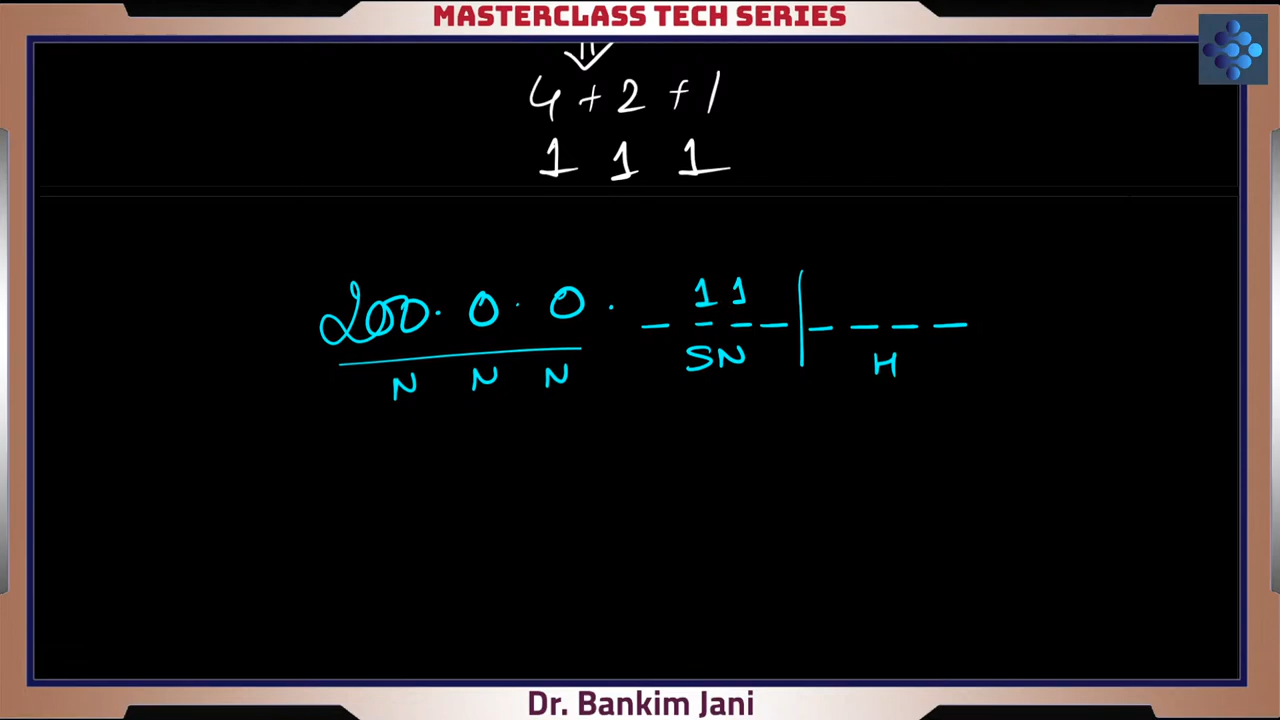 MASTERCLASS TECH SERIES
4 + 2 + 1
1 1 1
200. 0. 0. _ 1 1 _ | _ _ _ _
N N N SN H
Dr. Bankim Jani